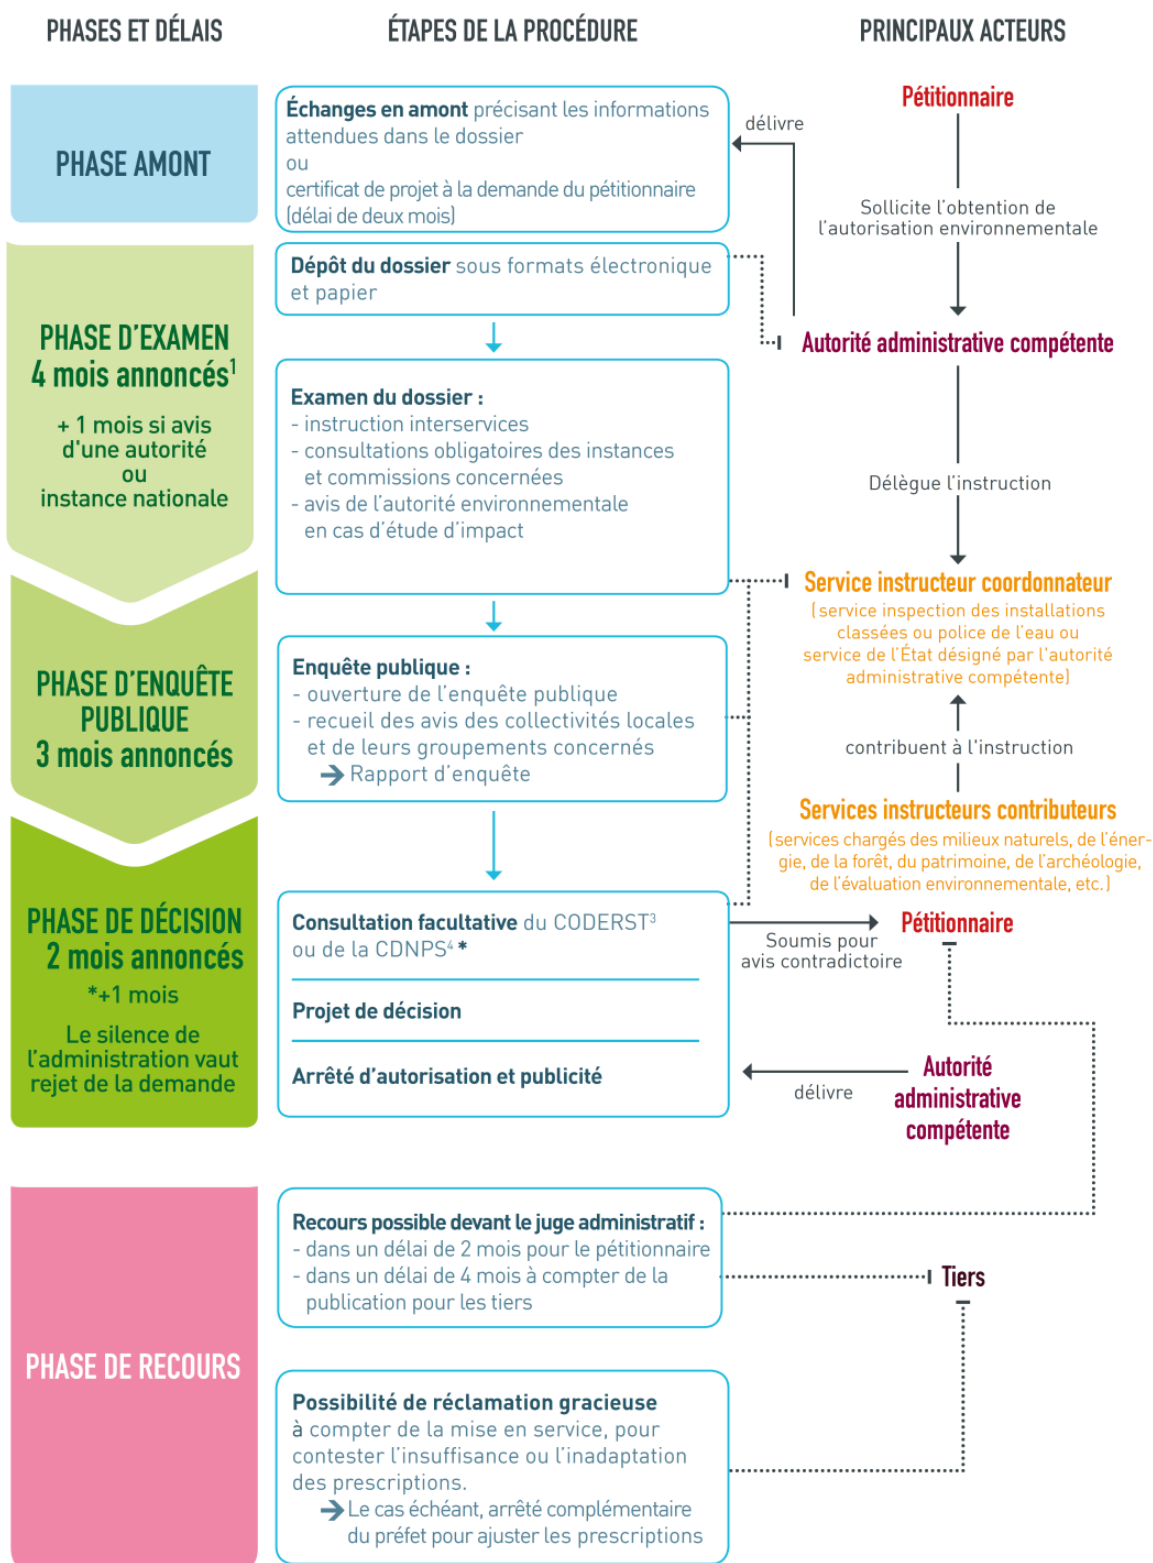 PHASES ET DÉLAIS
ÉTAPES DE LA PROCÉDURE
PRINCIPAUX ACTEURS
PHASE AMONT
Échanges en amont précisant les informations
attendues dans le dossier
ou
certificat de projet à la demande du pétitionnaire
(délai de deux mois)
délivre
Pétitionnaire
Sollicite l'obtention de
l'autorisation environnementale
PHASE D'EXAMEN
4 mois annoncés¹
+ 1 mois si avis
d'une autorité
ou
instance nationale
Dépôt du dossier sous formats électronique
et papier
Autorité administrative compétente
Examen du dossier :
- instruction interservices
- consultations obligatoires des instances
et commissions concernées
- avis de l'autorité environnementale
en cas d'étude d'impact
Délègue l'instruction
Service instructeur coordonnateur
(service inspection des installations
classées ou police de l'eau ou
service de l'État désigné par l'autorité
administrative compétente)
PHASE D'ENQUÊTE
PUBLIQUE
3 mois annoncés
Enquête publique :
- ouverture de l'enquête publique
- recueil des avis des collectivités locales
et de leurs groupements concernés
→ Rapport d'enquête
contribuent à l'instruction
Services instructeurs contributeurs
(services chargés des milieux naturels, de l'éner-
gie, de la forêt, du patrimoine, de l'archéologie,
de l'évaluation environnementale, etc.)
PHASE DE DÉCISION
2 mois annoncés
*+1 mois
Le silence de
l'administration vaut
rejet de la demande
Consultation facultative du CODERST³
ou de la CDNPS⁴ *
Projet de décision
Arrêté d'autorisation et publicité
Pétitionnaire
Soumis pour
avis contradictoire
délivre
Autorité
administrative
compétente
PHASE DE RECOURS
Recours possible devant le juge administratif :
- dans un délai de 2 mois pour le pétitionnaire
- dans un délai de 4 mois à compter de la
publication pour les tiers
Tiers
Possibilité de réclamation gracieuse
à compter de la mise en service, pour
contester l'insuffisance ou l'inadaptation
des prescriptions.
→ Le cas échéant, arrêté complémentaire
du préfet pour ajuster les prescriptions